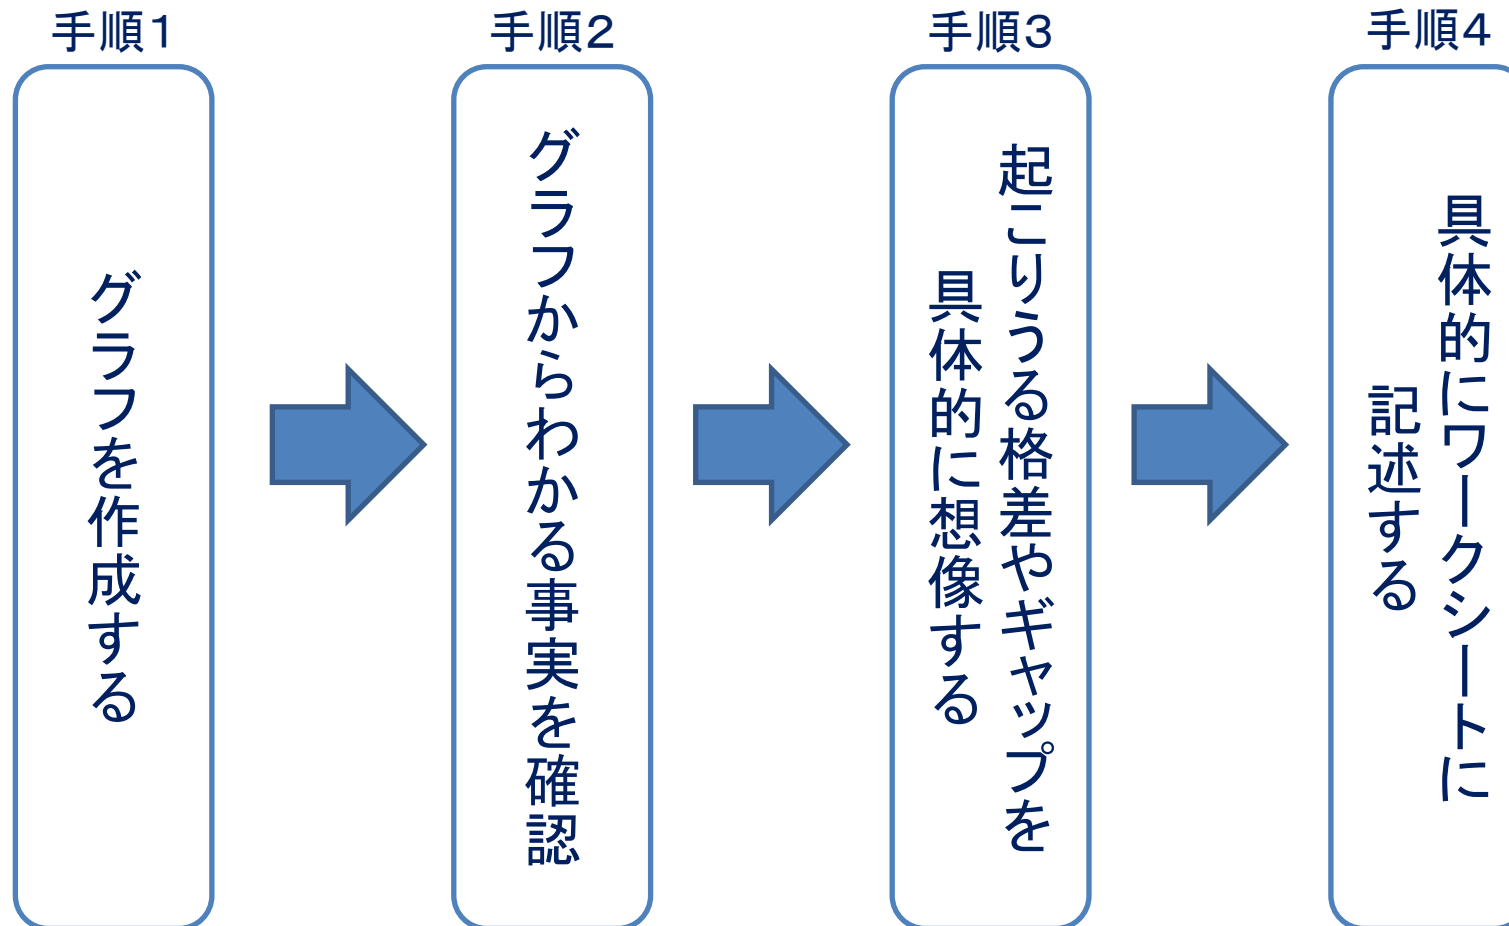 手順1
グラフを作成する
手順2
グラフからわかる事実を確認
手順3
起こりうる格差やギャップを
具体的に想像する
手順4
具体的にワークシートに
記述する